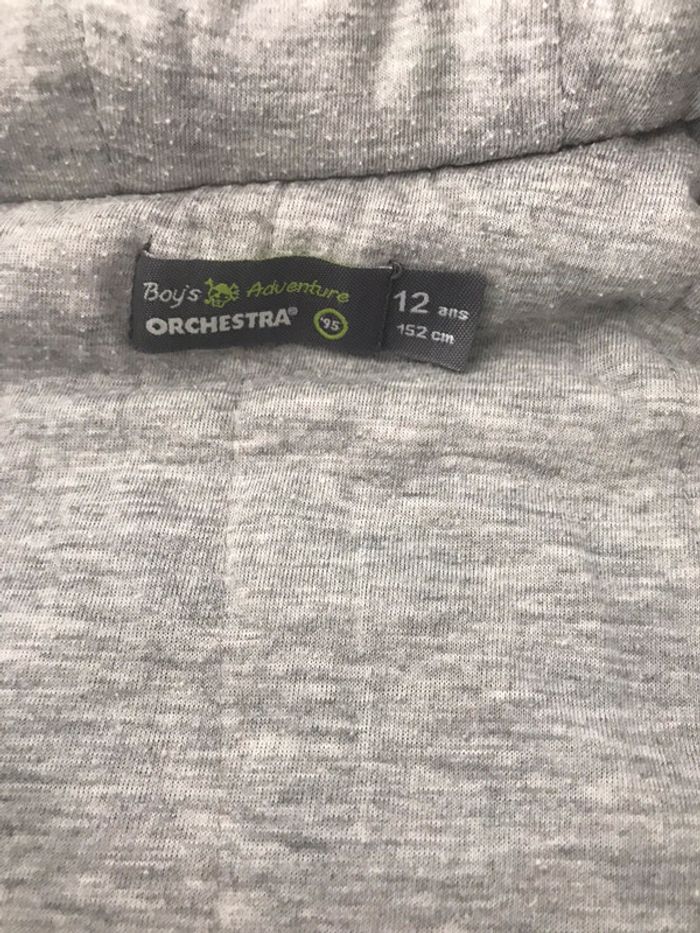 Boy's Adventure
ORCHESTRA® '95
12 ans
152 cm